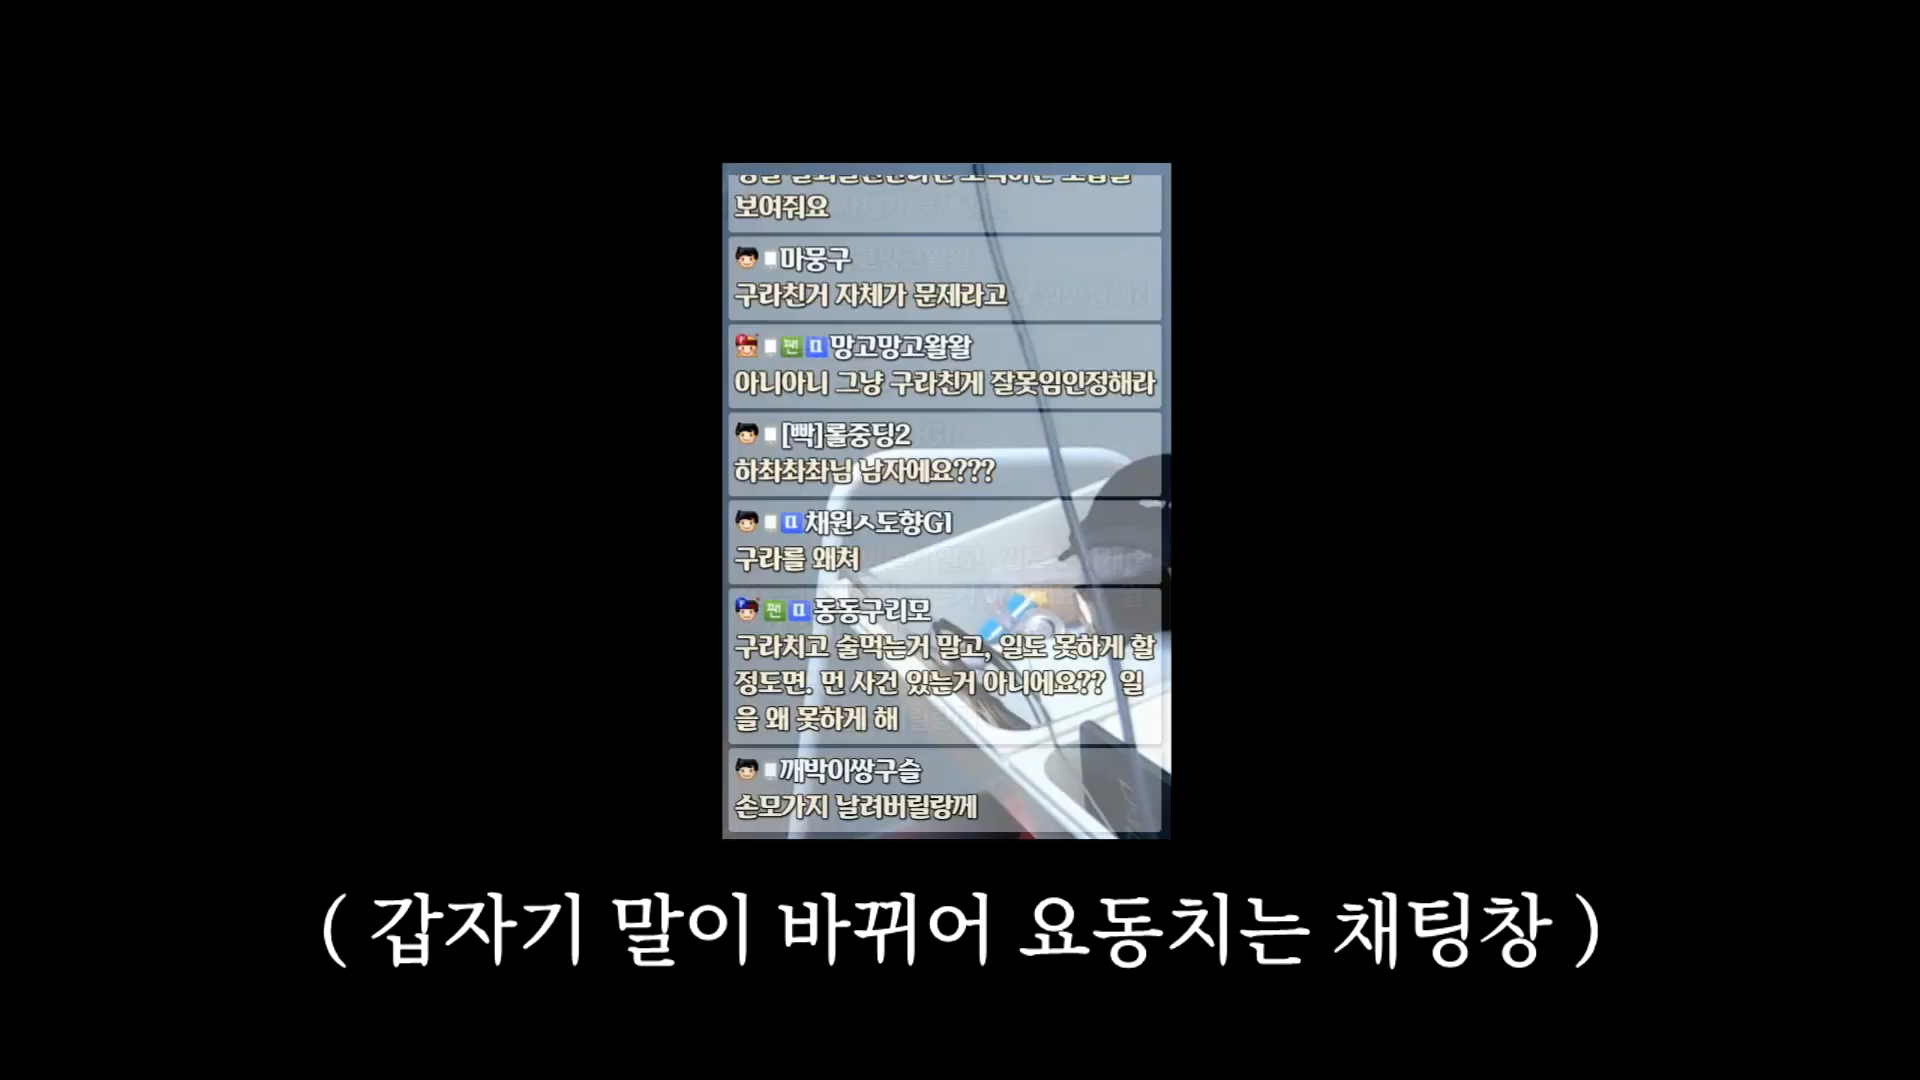 보여줘요
마뭉구
구라친거 자체가 문제라고
팬 망고망고왈왈
아니아니 그냥 구라친게 잘못임인정해라
[빡]롤중딩2
하촤촤촤님 남자에요???
채원ㅅ도향G1
구라를 왜쳐
팬 동동구리모
구라치고 술먹는거 말고, 일도 못하게 할
정도면. 먼 사건 있는거 아니에요?? 일
을 왜 못하게 해
깨박이쌍구슬
손모가지 날려버릴랑께
( 갑자기 말이 바뀌어 요동치는 채팅창 )